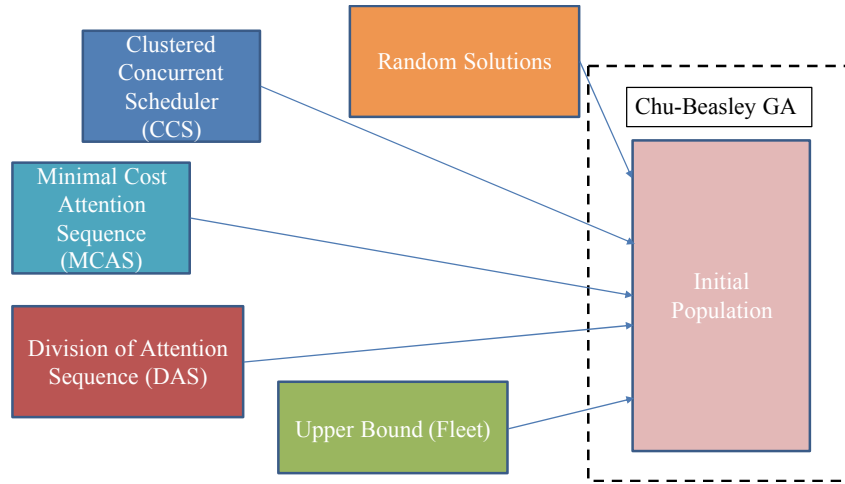 Clustered
Concurrent
Scheduler
(CCS)
Random Solutions
Chu-Beasley GA
Minimal Cost
Attention
Sequence
(MCAS)
Initial
Population
Division of Attention
Sequence (DAS)
Upper Bound (Fleet)